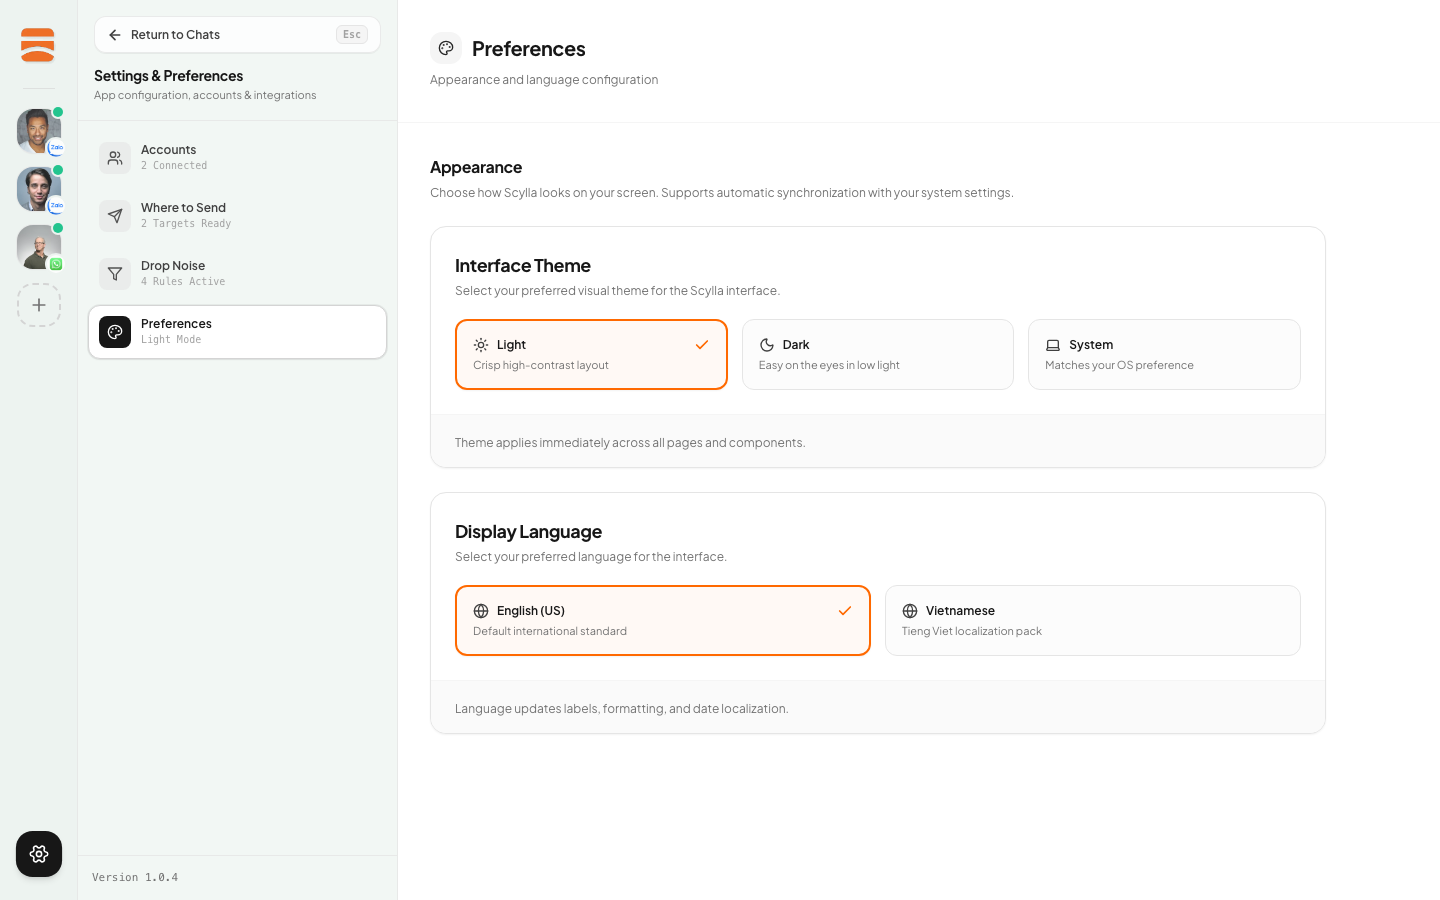 Return to Chats
Esc
Settings & Preferences
App configuration, accounts & integrations
Zalo
Zalo
Accounts
2 Connected
Where to Send
2 Targets Ready
Drop Noise
4 Rules Active
Preferences
Light Mode
Version 1.0.4
Preferences
Appearance and language configuration
Appearance
Choose how Scylla looks on your screen. Supports automatic synchronization with your system settings.
Interface Theme
Select your preferred visual theme for the Scylla interface.
Light
Crisp high-contrast layout
Dark
Easy on the eyes in low light
System
Matches your OS preference
Theme applies immediately across all pages and components.
Display Language
Select your preferred language for the interface.
English (US)
Default international standard
Vietnamese
Tieng Viet localization pack
Language updates labels, formatting, and date localization.